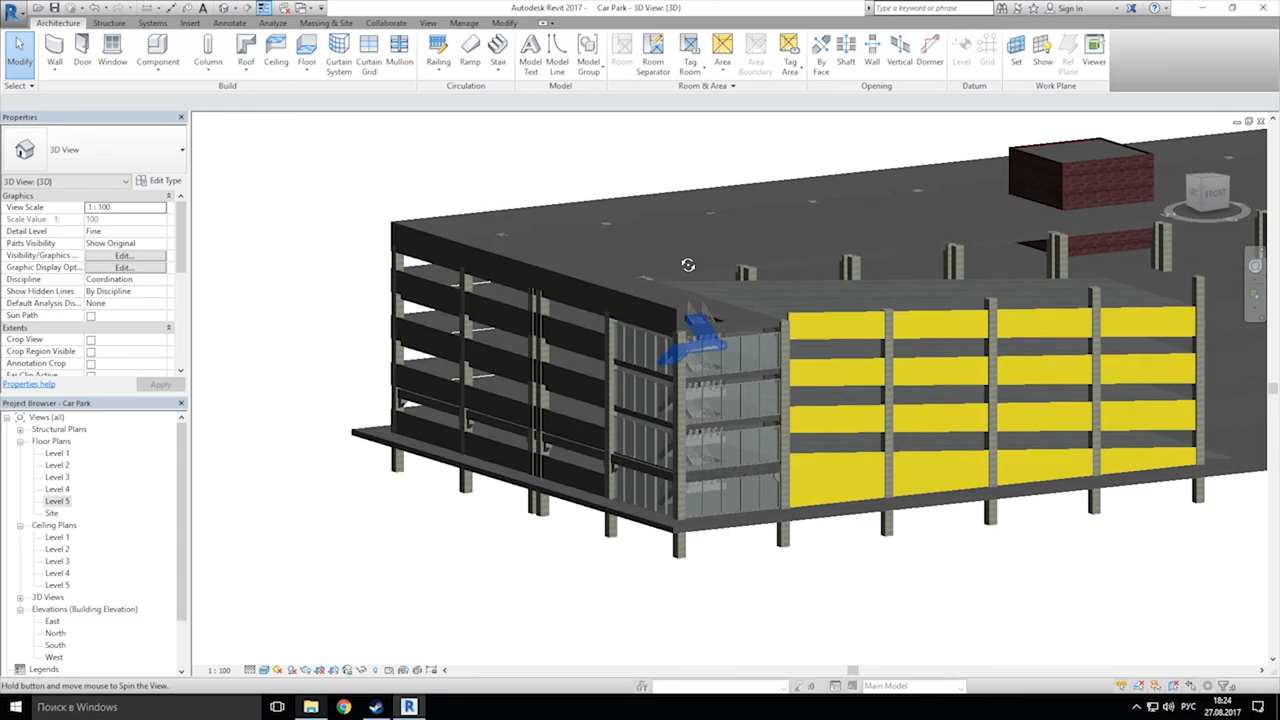 Autodesk Revit 2017 - Car Park - 3D View: {3D}
Type a keyword or phrase
Sign In
Architecture Structure Systems Insert Annotate Analyze Massing & Site Collaborate View Manage Modify
Modify Wall Door Window Component Column Roof Ceiling Floor Curtain System Curtain Grid Mullion Railing Ramp Stair Model Text Model Line Model Group Room Room Separator Tag Room Area Area Boundary Tag Area By Face Shaft Wall Vertical Dormer Level Grid Set Show Ref Plane Viewer
Select Build Circulation Model Room & Area Opening Datum Work Plane
Properties
3D View
3D View: {3D} Edit Type
Graphics
View Scale 1 : 100
Scale Value 1: 100
Detail Level Fine
Parts Visibility Show Original
Visibility/Graphics ... Edit...
Graphic Display Opt... Edit...
Discipline Coordination
Show Hidden Lines By Discipline
Default Analysis Dis... None
Sun Path
Extents
Crop View
Crop Region Visible
Annotation Crop
Far Clip Active
Properties help Apply
Project Browser - Car Park
Views (all)
Structural Plans
Floor Plans
Level 1
Level 2
Level 3
Level 4
Level 5
Site
Ceiling Plans
Level 1
Level 2
Level 3
Level 4
Level 5
3D Views
Elevations (Building Elevation)
East
North
South
West
Legends
FRONT
1 : 100
Hold button and move mouse to Spin the View.
:0
Main Model
:0
Поиск в Windows
РУС
18:24
27.08.2017